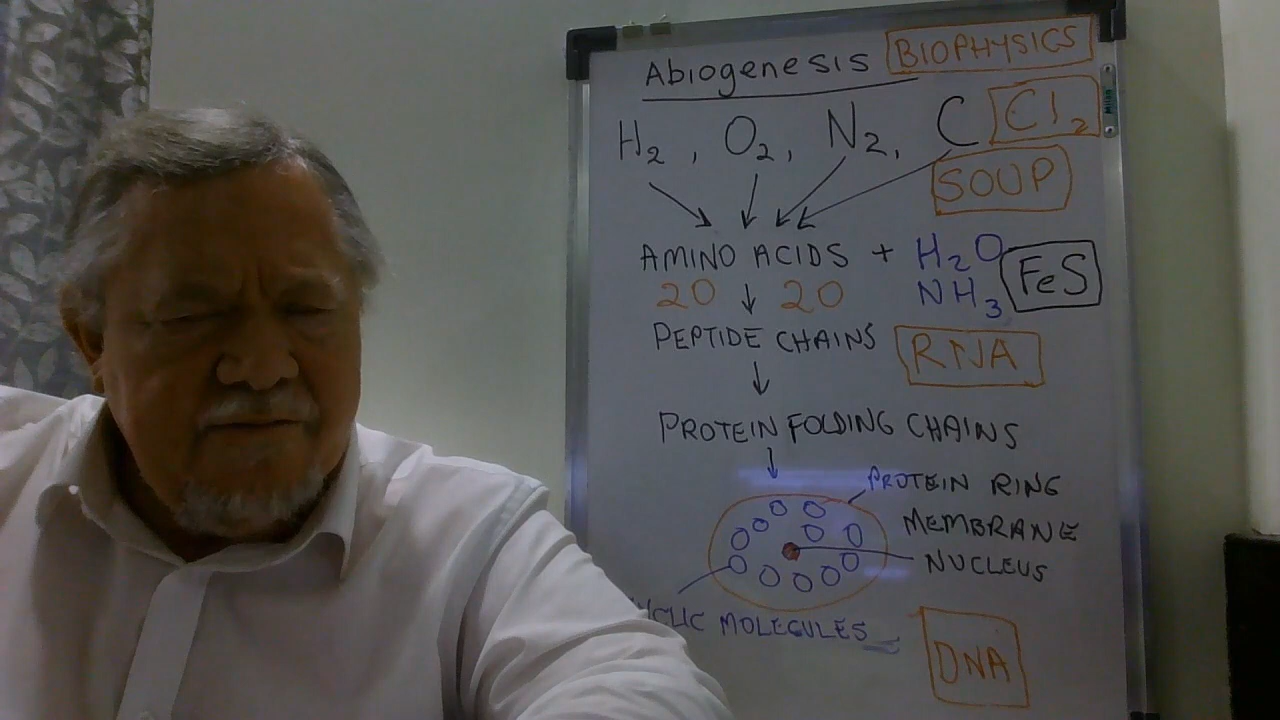 Abiogenesis BIOPHYSICS
H2, O2, N2, C Cl2
SOUP
AMINO ACIDS + H2O
NH3 FeS
20 20
PEPTIDE CHAINS RNA
PROTEIN FOLDING CHAINS
PROTEIN RING
MEMBRANE
NUCLEUS
MOLECULES
DNA